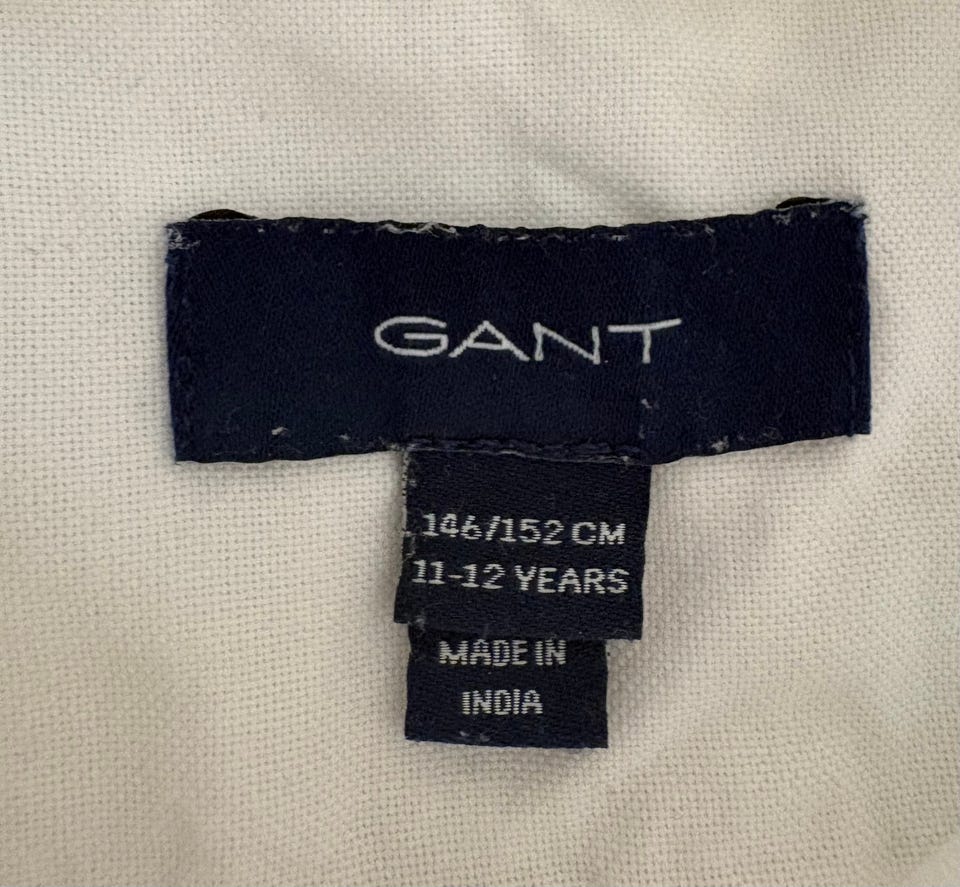 GANT
146/152 CM
11-12 YEARS
MADE IN
INDIA